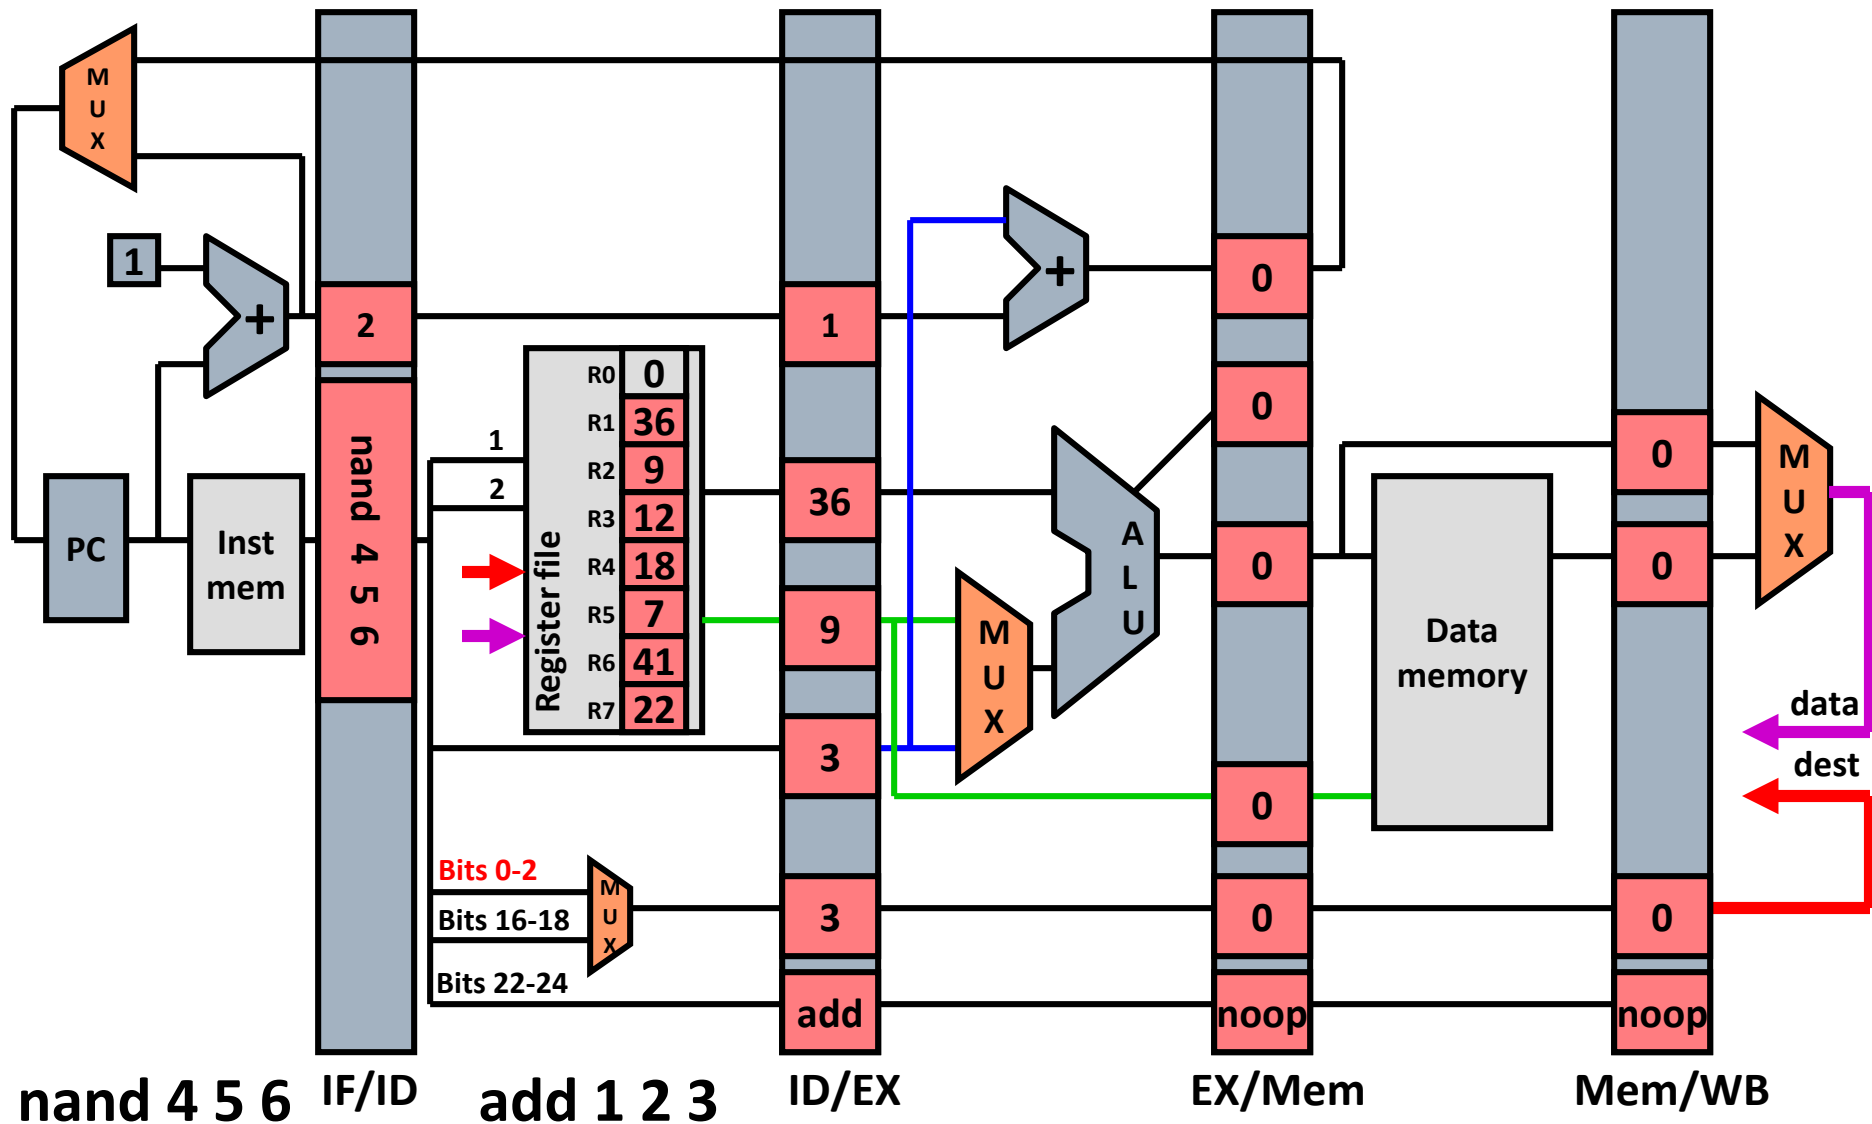 M
U
X
1
+
+
0
2
1
R0 0
R1 36
R2 9
R3 12
R4 18
R5 7
R6 41
R7 22
Register file
0
nand 4 5 6
1
2
36
0
M
U
X
A
L
U
PC
Inst
mem
0
0
9
M
U
X
Data
memory
data
3
dest
0
Bits 0-2
M
U
X
Bits 16-18
3
0
0
Bits 22-24
add
noop
noop
nand 4 5 6
IF/ID
add 1 2 3
ID/EX
EX/Mem
Mem/WB